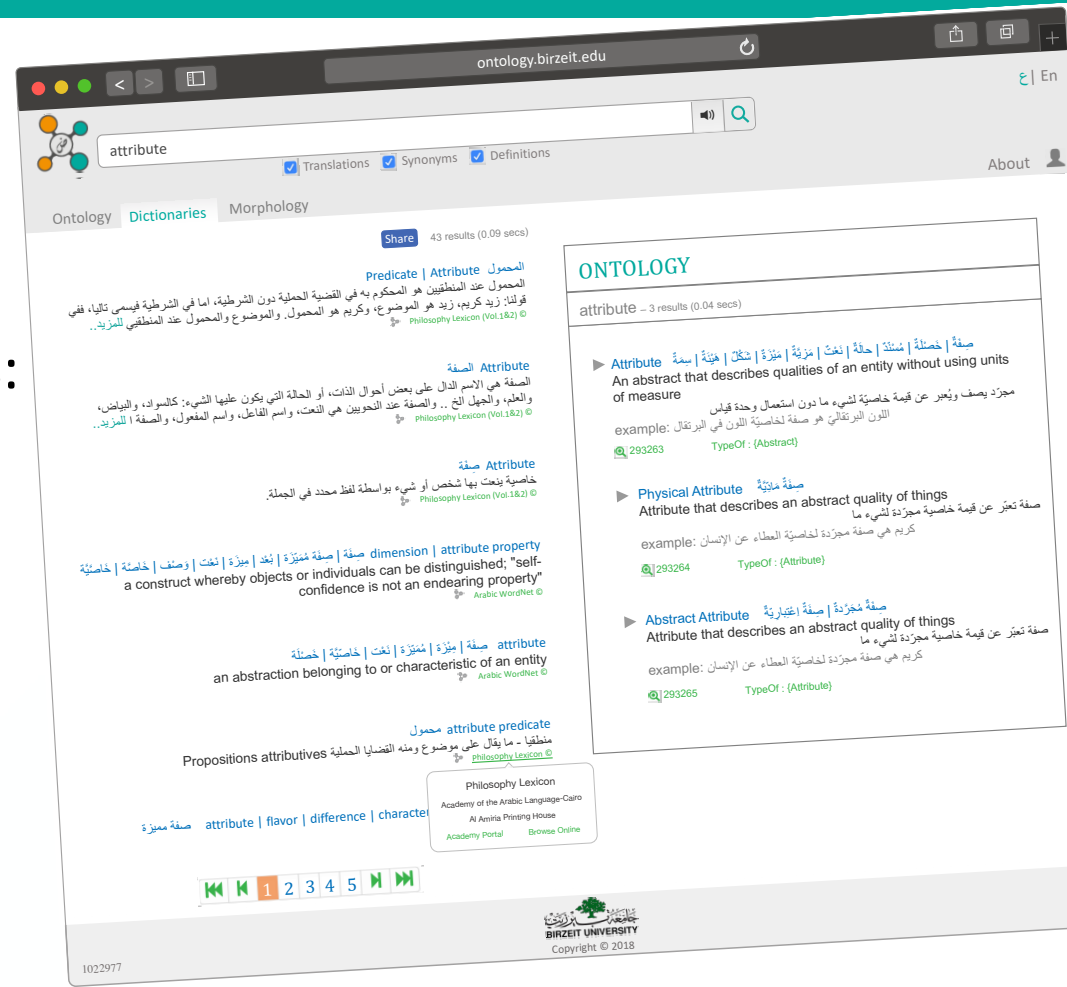 ontology.birzeit.edu
ع | En
attribute
Translations Synonyms Definitions
About
Ontology Dictionaries Morphology
Share 43 results (0.09 secs)
المحمول Predicate | Attribute
المحمول عند المنطقيين هو المحكوم به في القضية الحملية دون الشرطية، اما في الشرطية فيسمى تاليا، ففي
قولنا: زيد كريم، زيد هو الموضوع، وكريم هو المحمول. والموضوع والمحمول عند المنطقيي للمزيد..
Philosophy Lexicon (Vol.1&2) ©
Attribute الصفة
الصفة هي الاسم الدال على بعض أحوال الذات، أو الحالة التي يكون عليها الشيء: كالسواد، والبياض،
والعلم، والجهل الخ .. والصفة عند النحويين هي النعت، واسم الفاعل، واسم المفعول، والصفة ا للمزيد..
Philosophy Lexicon (Vol.1&2) ©
Attribute صِفَة
خاصية ينعت بها شخص أو شيء بواسطة لفظ محدد في الجملة.
Philosophy Lexicon (Vol.1&2) ©
dimension | attribute property صِفَة | صِفَة مُمَيِّزَة | بُعْد | مِيزَة | نَعْت | وَصْف | خَاصَّة | خَاصِّيَّة
a construct whereby objects or individuals can be distinguished; "self-
confidence is not an endearing property"
Arabic WordNet ©
attribute صِفَة | مِيْزَة | مُمَيِّزَة | نَعْت | خَاصِّيَّة | خَصْلَة
an abstraction belonging to or characteristic of an entity
Arabic WordNet ©
attribute predicate محمول
منطقيا - ما يقال على موضوع ومنه القضايا الحملية Propositions attributives
Philosophy Lexicon ©
Philosophy Lexicon
Academy of the Arabic Language-Cairo
Al Amiria Printing House
Academy Portal Browse Online
صفة مميزة attribute | flavor | difference | character
1 2 3 4 5
ONTOLOGY
attribute – 3 results (0.04 secs)
Attribute صِفَةٌ | خَصْلَةٌ | مُسْنَدٌ | حالَةٌ | نَعْتٌ | مَزِيَّةٌ | مَيْزَةٌ | شَكْلٌ | هَيْئَةٌ | سِمَةٌ
An abstract that describes qualities of an entity without using units
of measure
مجرّد يصف ويُعبر عن قيمة خاصيّة لشيء ما دون استعمال وحدة قياس
example: اللون البرتقاليّ هو صفة لخاصيّة اللون في البرتقال
293263 TypeOf : {Abstract}
Physical Attribute صِفَةٌ مَادِّيَّةٌ
Attribute that describes an abstract quality of things
صفة تعبّر عن قيمة خاصية مجرّدة لشيء ما
example: كريم هي صفة مجرّدة لخاصيّة العطاء عن الإنسان
293264 TypeOf : {Attribute}
Abstract Attribute صِفَةٌ مُجَرَّدةٌ | صِفَةٌ اعْتِبارِيَّةٌ
Attribute that describes an abstract quality of things
صفة تعبّر عن قيمة خاصية مجرّدة لشيء ما
example: كريم هي صفة مجرّدة لخاصيّة العطاء عن الإنسان
293265 TypeOf : {Attribute}
BIRZEIT UNIVERSITY
Copyright © 2018
1022977